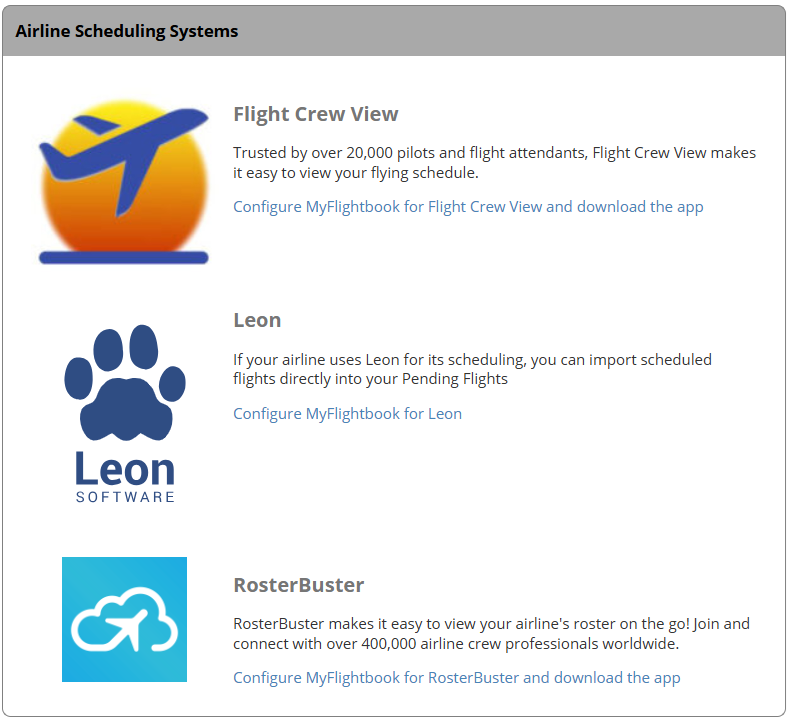 Airline Scheduling Systems
Flight Crew View
Trusted by over 20,000 pilots and flight attendants, Flight Crew View makes
it easy to view your flying schedule.
Configure MyFlightbook for Flight Crew View and download the app
Leon
If your airline uses Leon for its scheduling, you can import scheduled
flights directly into your Pending Flights
Configure MyFlightbook for Leon
Leon
SOFTWARE
RosterBuster
RosterBuster makes it easy to view your airline's roster on the go! Join and
connect with over 400,000 airline crew professionals worldwide.
Configure MyFlightbook for RosterBuster and download the app